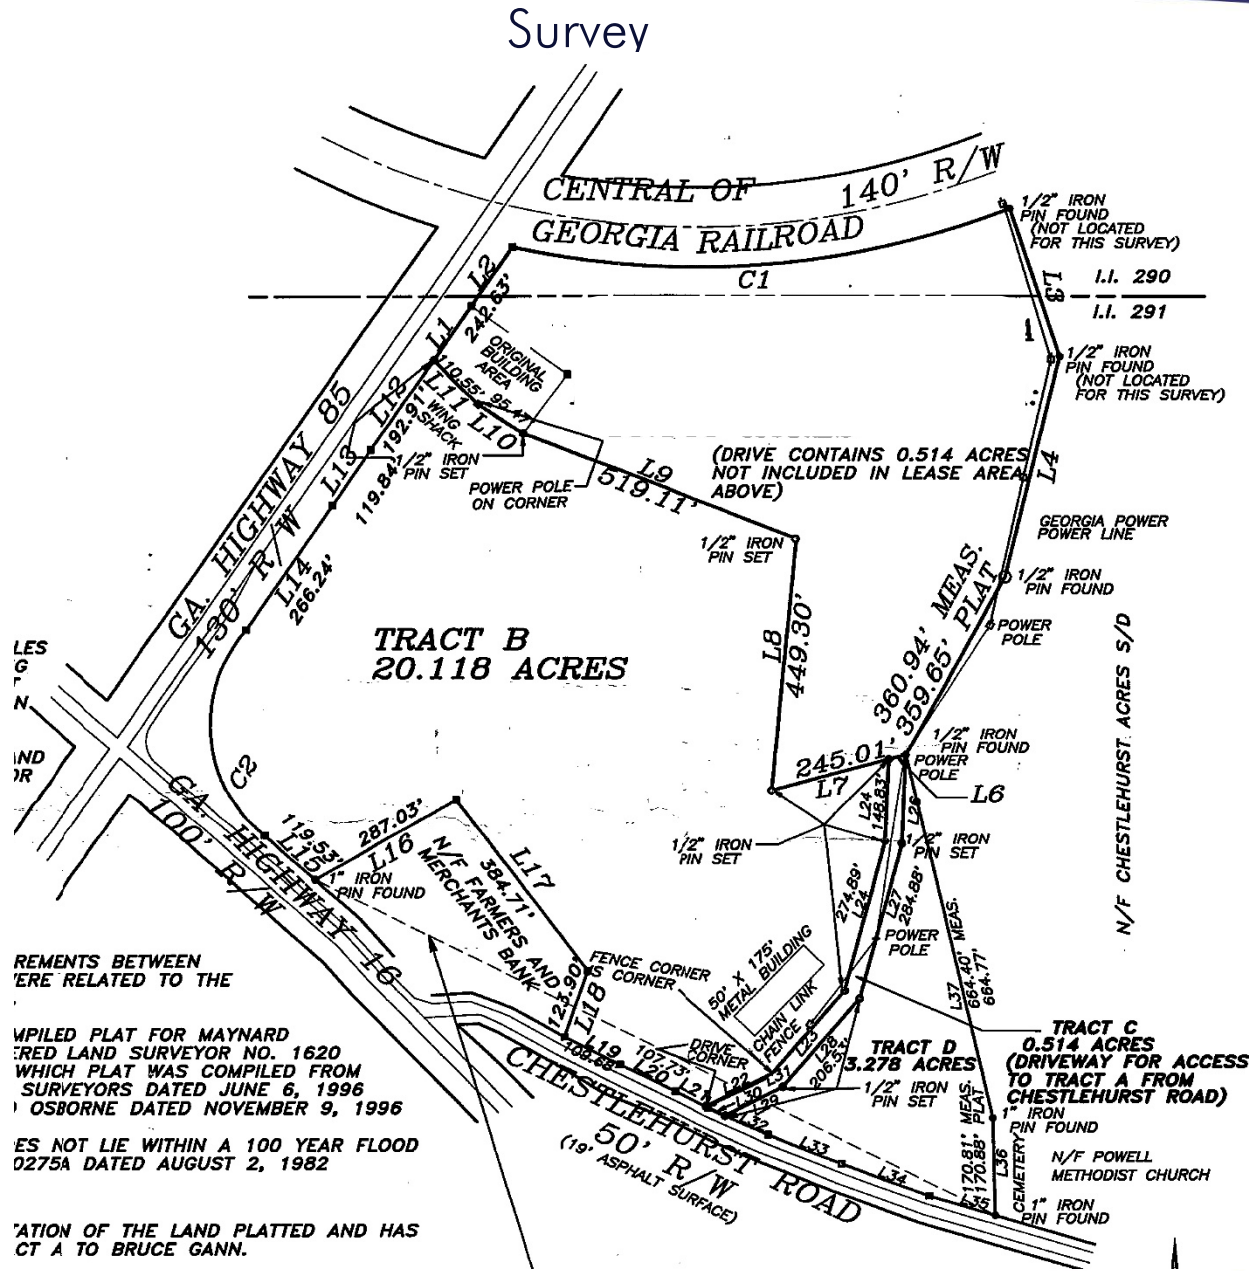 Survey
CENTRAL OF
GEORGIA RAILROAD
140' R/W
1/2" IRON
PIN FOUND
(NOT LOCATED
FOR THIS SURVEY)
C1
L2
242.63'
L1
L3
290
291
1/2" IRON
PIN FOUND
(NOT LOCATED
FOR THIS SURVEY)
ORIGINAL
BUILDING
AREA
110.55'
95.47'
L11
L10
WING
SHACK
192.91'
L13
119.84'
1/2" IRON
PIN SET
POWER POLE
ON CORNER
L9
519.11'
(DRIVE CONTAINS 0.514 ACRES
NOT INCLUDED IN LEASE AREA
ABOVE)
L4
GEORGIA POWER
POWER LINE
1/2" IRON
PIN SET
1/2" IRON
PIN FOUND
GA. HIGHWAY 85
130' R/W
L14
266.24'
POWER
POLE
TRACT B
20.118 ACRES
L8
449.30'
360.94' MEAS.
359.65' PLAT
N/F CHESTLEHURST ACRES S/D
LES
G
N
AND
OR
1/2" IRON
PIN FOUND
POWER
POLE
245.01'
L7
L6
C2
GA. HIGHWAY 16
100' R/W
119.53'
L15
287.03'
L16
1" IRON
PIN FOUND
L24
148.83'
L26
1/2" IRON
PIN SET
1/2" IRON
PIN SET
L17
384.71'
N/F FARMERS AND
MERCHANTS BANK
274.89'
L24
L27
284.88'
POWER
POLE
L37
664.40' MEAS.
664.77'
REMENTS BETWEEN
ERE RELATED TO THE
FENCE CORNER
IS CORNER
50' X 175'
METAL BUILDING
CHAIN LINK
FENCE
123.90'
L18
MPILED PLAT FOR MAYNARD
RED LAND SURVEYOR NO. 1620
WHICH PLAT WAS COMPILED FROM
SURVEYORS DATED JUNE 6, 1996
OSBORNE DATED NOVEMBER 9, 1996
L23
L28
206.53'
TRACT D
3.278 ACRES
TRACT C
0.514 ACRES
(DRIVEWAY FOR ACCESS
TO TRACT A FROM
CHESTLEHURST ROAD)
L19
DRIVE
CORNER
107.73'
L20
L21
L22
L31
L30
L29
1/2" IRON
PIN SET
1" IRON
PIN FOUND
ES NOT LIE WITHIN A 100 YEAR FLOOD
0275A DATED AUGUST 2, 1982
CHESTLEHURST ROAD
50' R/W
(19' ASPHALT SURFACE)
L32
L33
L34
L35
170.81' MEAS.
170.88' PLAT
L36
CEMETERY
N/F POWELL
METHODIST CHURCH
1" IRON
PIN FOUND
ATION OF THE LAND PLATTED AND HAS
CT A TO BRUCE GANN.